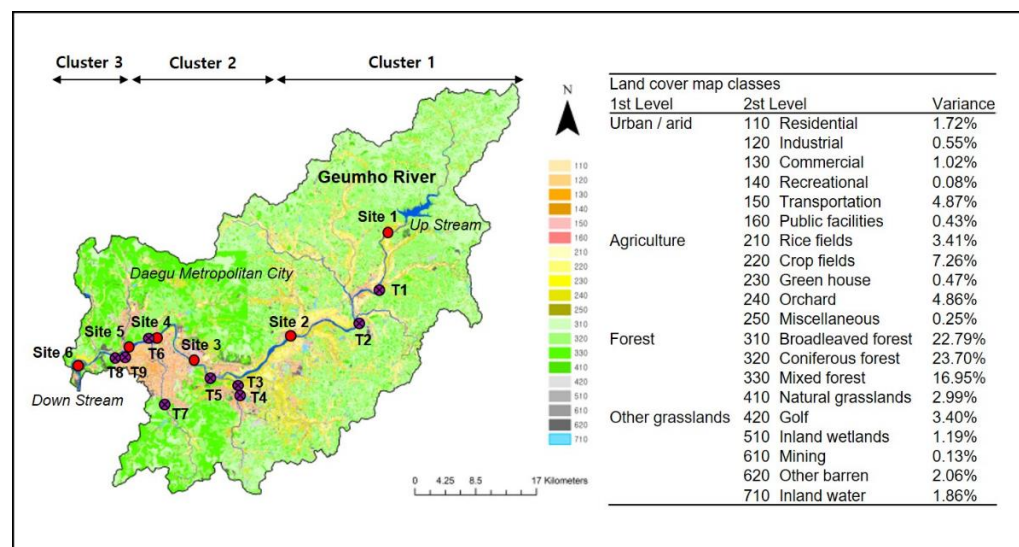 Cluster 3 Cluster 2 Cluster 1
N
Geumho River
Site 1
Up Stream
Daegu Metropolitan City
T1
Site 2
T2
Site 5 Site 4
T6
Site 3
Site 6
T8 T9
T3
T5
T4
Down Stream
T7
110
120
130
140
150
160
210
220
230
240
250
310
320
330
410
420
510
610
620
710
0 4.25 8.5 17 Kilometers
Land cover map classes
1st Level 2st Level Variance
Urban / arid 110 Residential 1.72%
120 Industrial 0.55%
130 Commercial 1.02%
140 Recreational 0.08%
150 Transportation 4.87%
160 Public facilities 0.43%
Agriculture 210 Rice fields 3.41%
220 Crop fields 7.26%
230 Green house 0.47%
240 Orchard 4.86%
250 Miscellaneous 0.25%
Forest 310 Broadleaved forest 22.79%
320 Coniferous forest 23.70%
330 Mixed forest 16.95%
410 Natural grasslands 2.99%
Other grasslands 420 Golf 3.40%
510 Inland wetlands 1.19%
610 Mining 0.13%
620 Other barren 2.06%
710 Inland water 1.86%